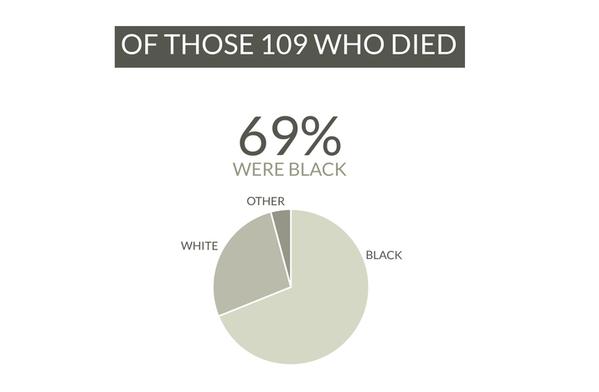 OF THOSE 109 WHO DIED
69%
WERE BLACK
OTHER
WHITE
BLACK